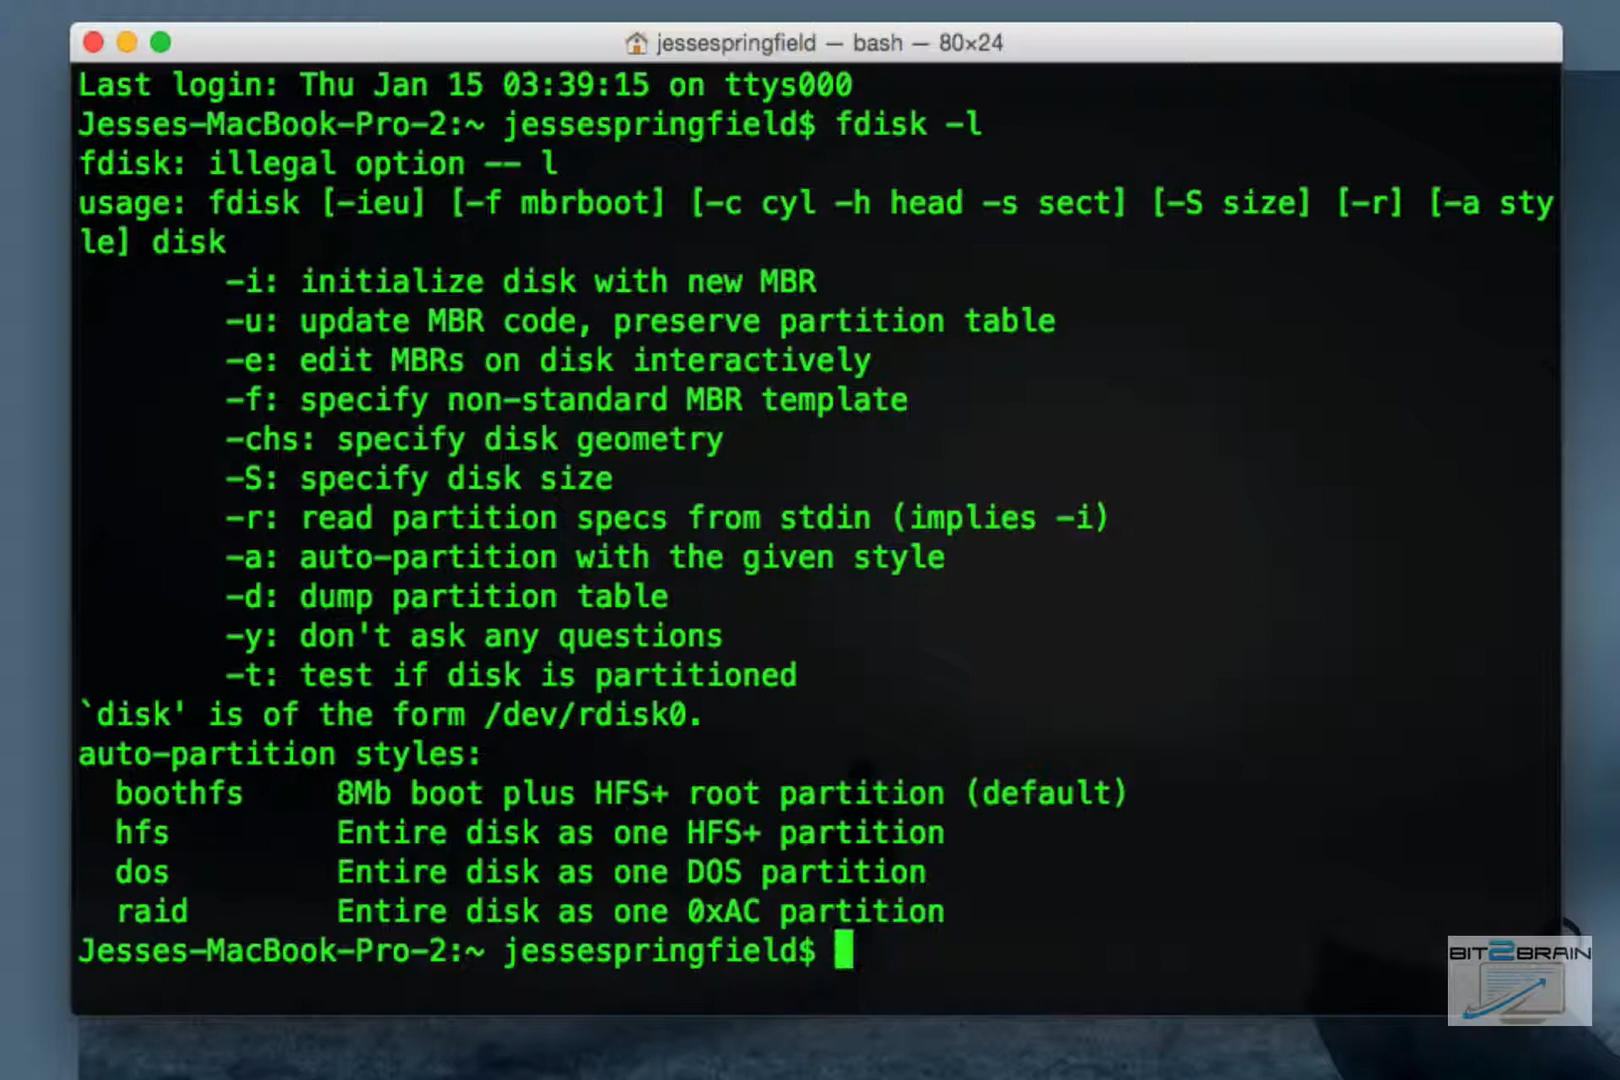 jessespringfield — bash — 80×24
Last login: Thu Jan 15 03:39:15 on ttys000
Jesses-MacBook-Pro-2:~ jessespringfield$ fdisk -l
fdisk: illegal option -- l
usage: fdisk [-ieu] [-f mbrboot] [-c cyl -h head -s sect] [-S size] [-r] [-a sty
le] disk
-i: initialize disk with new MBR
-u: update MBR code, preserve partition table
-e: edit MBRs on disk interactively
-f: specify non-standard MBR template
-chs: specify disk geometry
-S: specify disk size
-r: read partition specs from stdin (implies -i)
-a: auto-partition with the given style
-d: dump partition table
-y: don't ask any questions
-t: test if disk is partitioned
`disk' is of the form /dev/rdisk0.
auto-partition styles:
boothfs 8Mb boot plus HFS+ root partition (default)
hfs Entire disk as one HFS+ partition
dos Entire disk as one DOS partition
raid Entire disk as one 0xAC partition
Jesses-MacBook-Pro-2:~ jessespringfield$
BIT2BRAIN